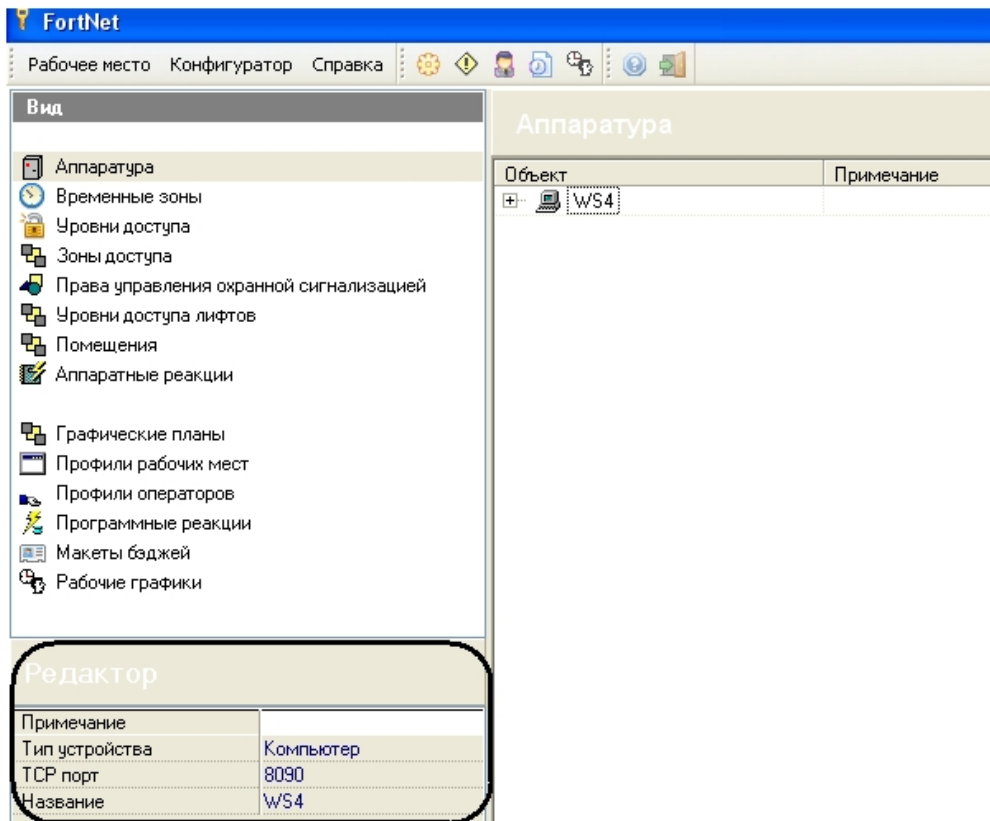 FortNet
Рабочее место Конфигуратор Справка
Вид
Аппаратура
Временные зоны
Уровни доступа
Зоны доступа
Права управления охранной сигнализацией
Уровни доступа лифтов
Помещения
Аппаратные реакции
Графические планы
Профили рабочих мест
Профили операторов
Программные реакции
Макеты бэджей
Рабочие графики
Редактор
Примечание
Тип устройства Компьютер
TCP порт 8090
Название WS4
Аппаратура
Объект Примечание
WS4